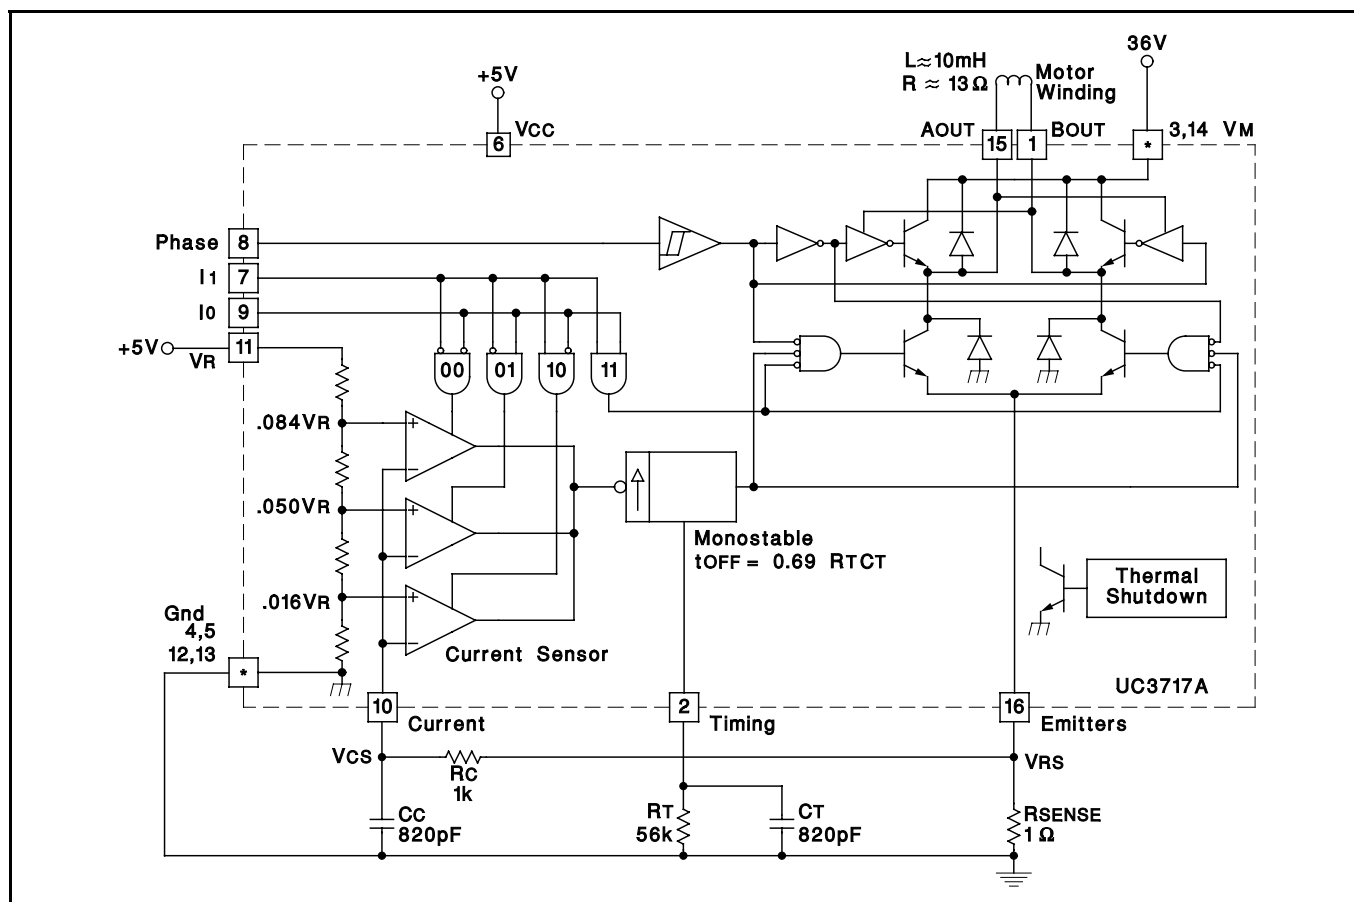 36V
L≈10mH
R ≈ 13Ω
Motor
Winding
+5V
VCC
6
AOUT
15
1
BOUT
*
3,14 VM
Phase
8
I1
7
I0
9
+5V
VR
11
00
01
10
11
.084VR
+
−
.050VR
+
−
.016VR
+
−
Monostable
tOFF = 0.69 RTCT
Thermal
Shutdown
Gnd
4,5
12,13
*
Current Sensor
UC3717A
10
Current
2
Timing
16
Emitters
VCS
RC
1k
VRS
CC
820pF
RT
56k
CT
820pF
RSENSE
1Ω